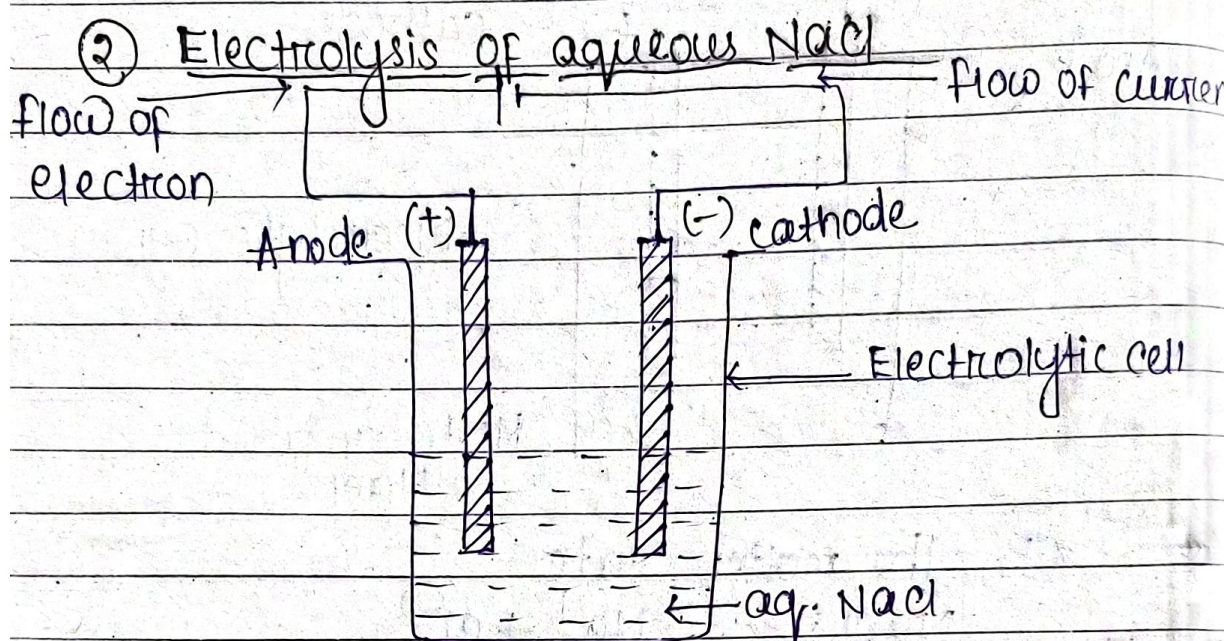 ② Electrolysis of aqueous NaCl
flow of
electron
flow of curren
Anode (+)
(-) cathode
Electrolytic cell
aq. NaCl.